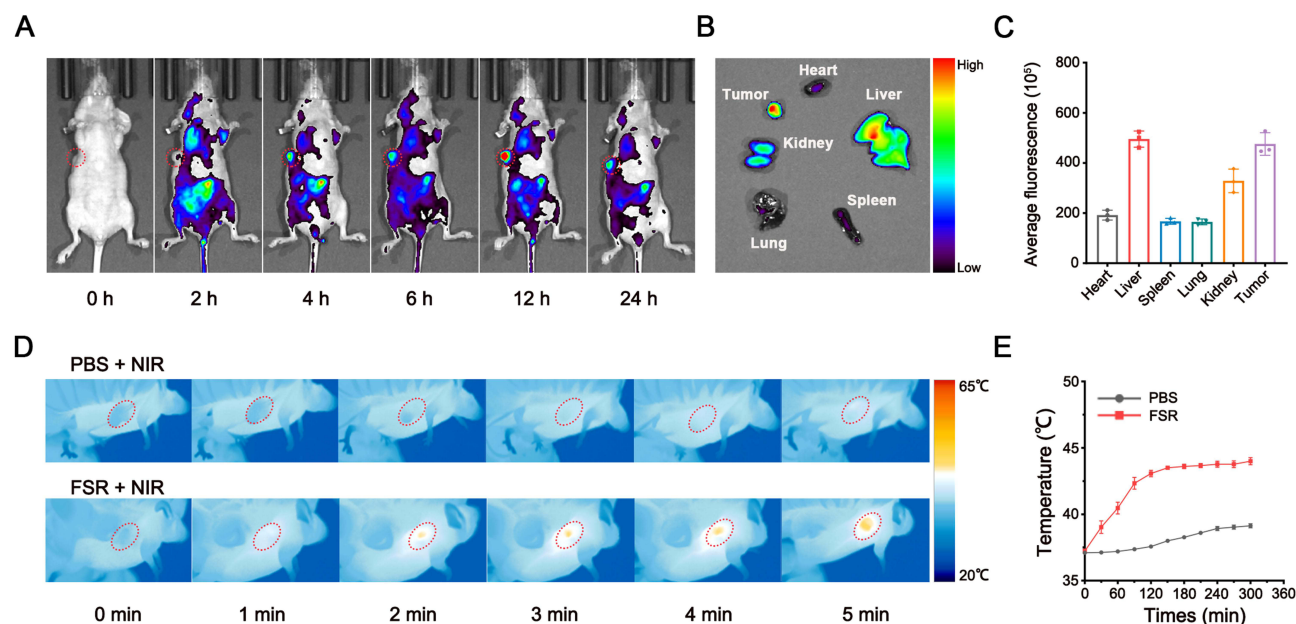 A
0 h
2 h
4 h
6 h
12 h
24 h
B
Heart
Tumor
Liver
Kidney
Spleen
Lung
High
Low
C
Average fluorescence (10⁵)
800
600
400
200
0
Heart
Liver
Spleen
Lung
Kidney
Tumor
D
PBS + NIR
FSR + NIR
65℃
20℃
0 min
1 min
2 min
3 min
4 min
5 min
E
Temperature (℃)
50
45
40
35
PBS
FSR
0
60
120
180
240
300
360
Times (min)